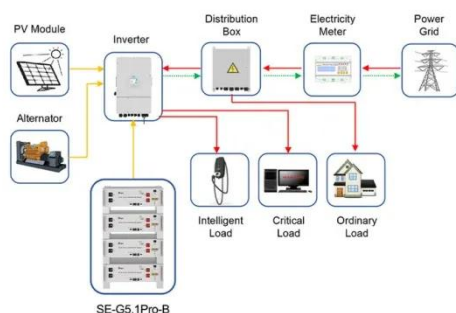 PV Module
Inverter
Distribution
Box
Electricity
Meter
Power
Grid
Alternator
Intelligent
Load
Critical
Load
Ordinary
Load
SE-G5.1Pro-B